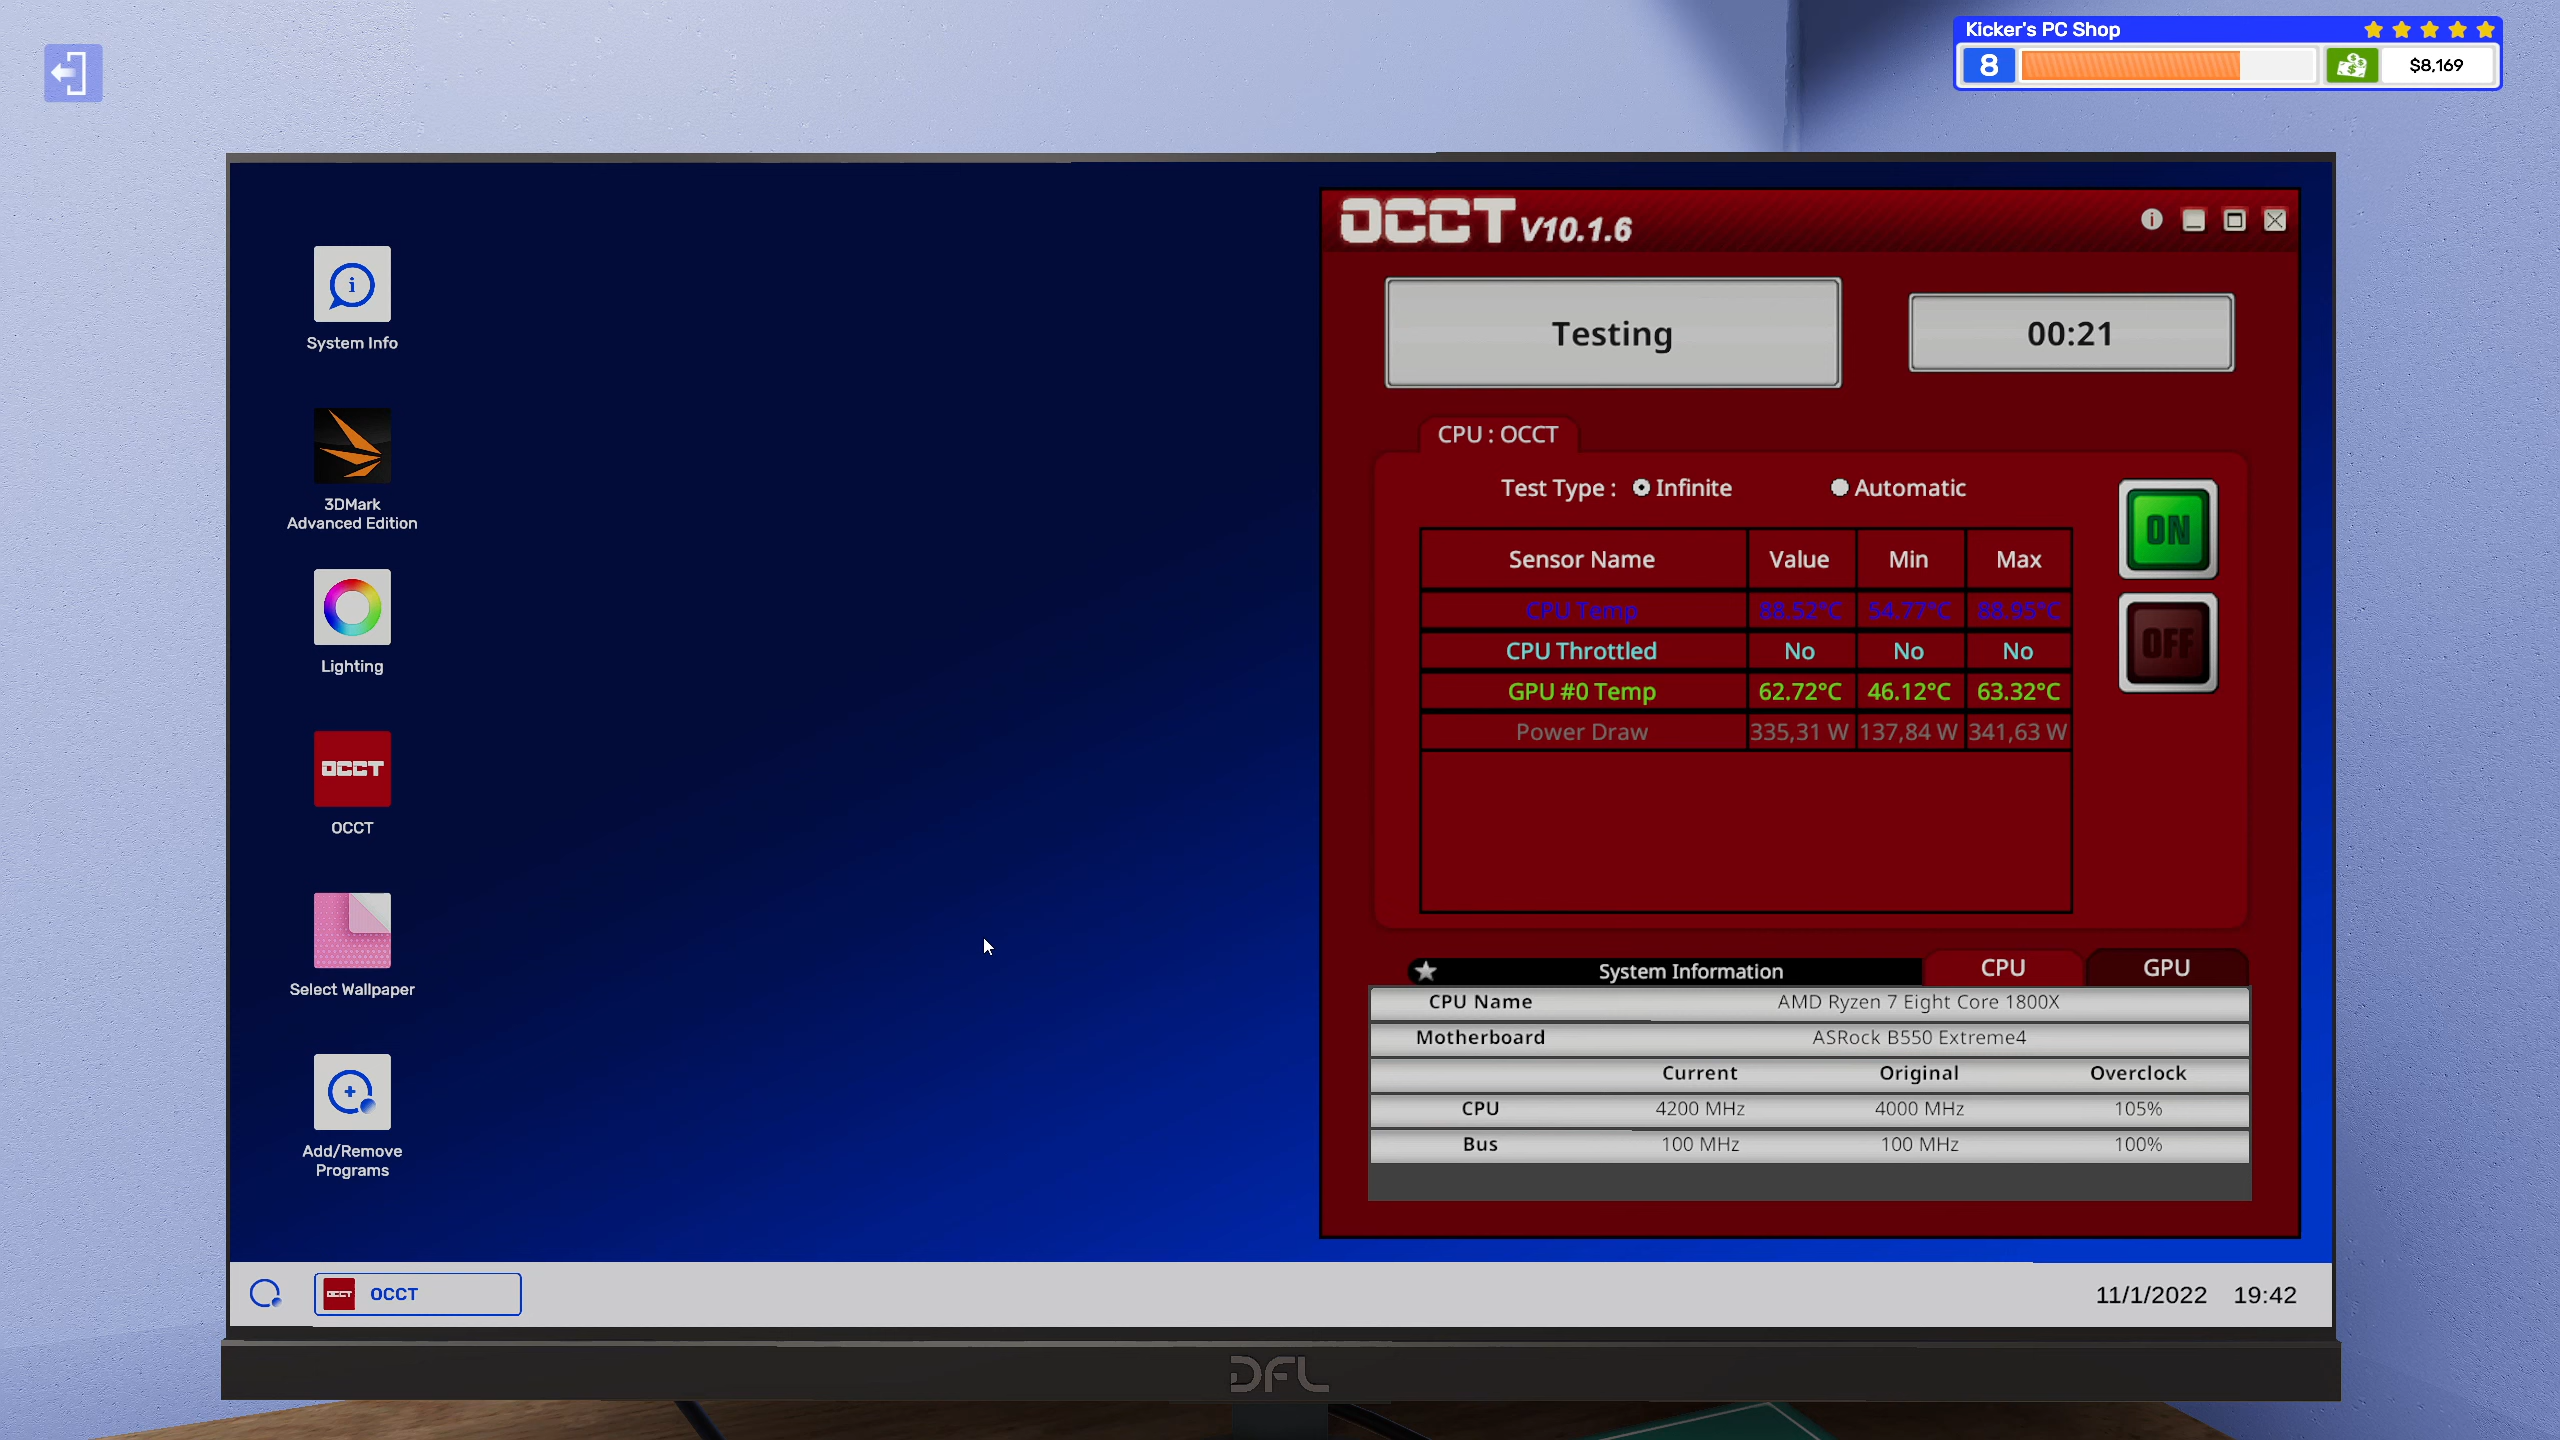 Kicker's PC Shop
8
$8,169
System Info
3DMark
Advanced Edition
Lighting
OCCT
OCCT
Select Wallpaper
Add/Remove
Programs
OCCT V10.1.6
Testing
00:21
CPU : OCCT
Test Type : Infinite Automatic
ON
OFF
Sensor Name Value Min Max
CPU Temp 88.52°C 54.77°C 88.95°C
CPU Throttled No No No
GPU #0 Temp 62.72°C 46.12°C 63.32°C
Power Draw 335,31 W 137,84 W 341,63 W
System Information CPU GPU
CPU Name AMD Ryzen 7 Eight Core 1800X
Motherboard ASRock B550 Extreme4
Current Original Overclock
CPU 4200 MHz 4000 MHz 105%
Bus 100 MHz 100 MHz 100%
OCCT OCCT
11/1/2022 19:42
DFL